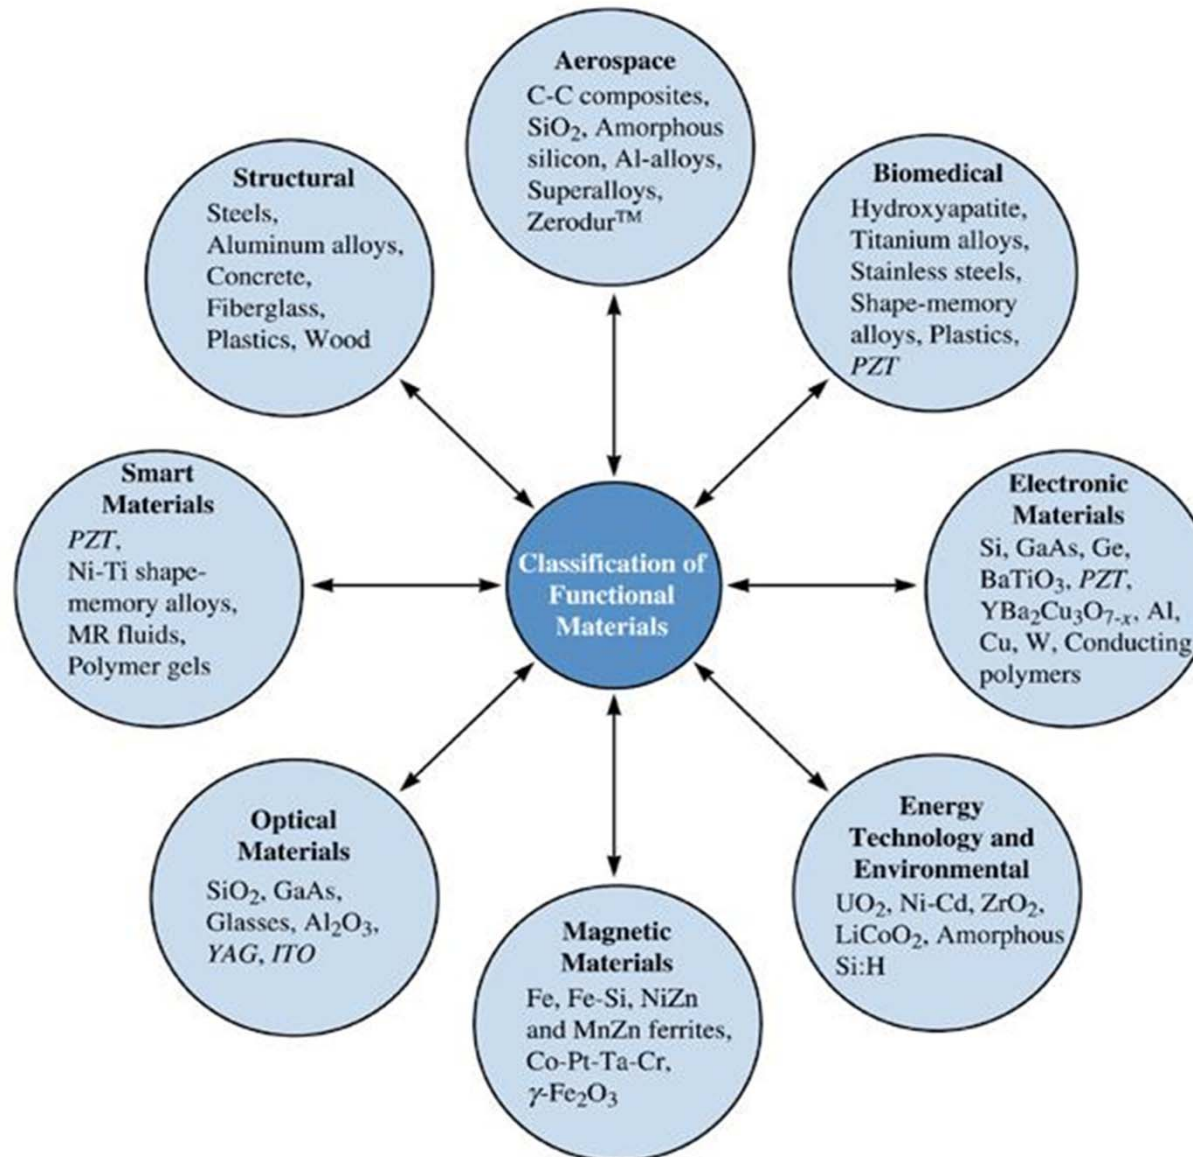 Aerospace
C-C composites,
SiO₂, Amorphous
silicon, Al-alloys,
Superalloys,
Zerodur™
Structural
Steels,
Aluminum alloys,
Concrete,
Fiberglass,
Plastics, Wood
Biomedical
Hydroxyapatite,
Titanium alloys,
Stainless steels,
Shape-memory
alloys, Plastics,
PZT
Smart
Materials
PZT,
Ni-Ti shape-
memory alloys,
MR fluids,
Polymer gels
Classification of
Functional
Materials
Electronic
Materials
Si, GaAs, Ge,
BaTiO₃, PZT,
YBa₂Cu₃O₇₋ₓ, Al,
Cu, W, Conducting
polymers
Optical
Materials
SiO₂, GaAs,
Glasses, Al₂O₃,
YAG, ITO
Magnetic
Materials
Fe, Fe-Si, NiZn
and MnZn ferrites,
Co-Pt-Ta-Cr,
γ-Fe₂O₃
Energy
Technology and
Environmental
UO₂, Ni-Cd, ZrO₂,
LiCoO₂, Amorphous
Si:H